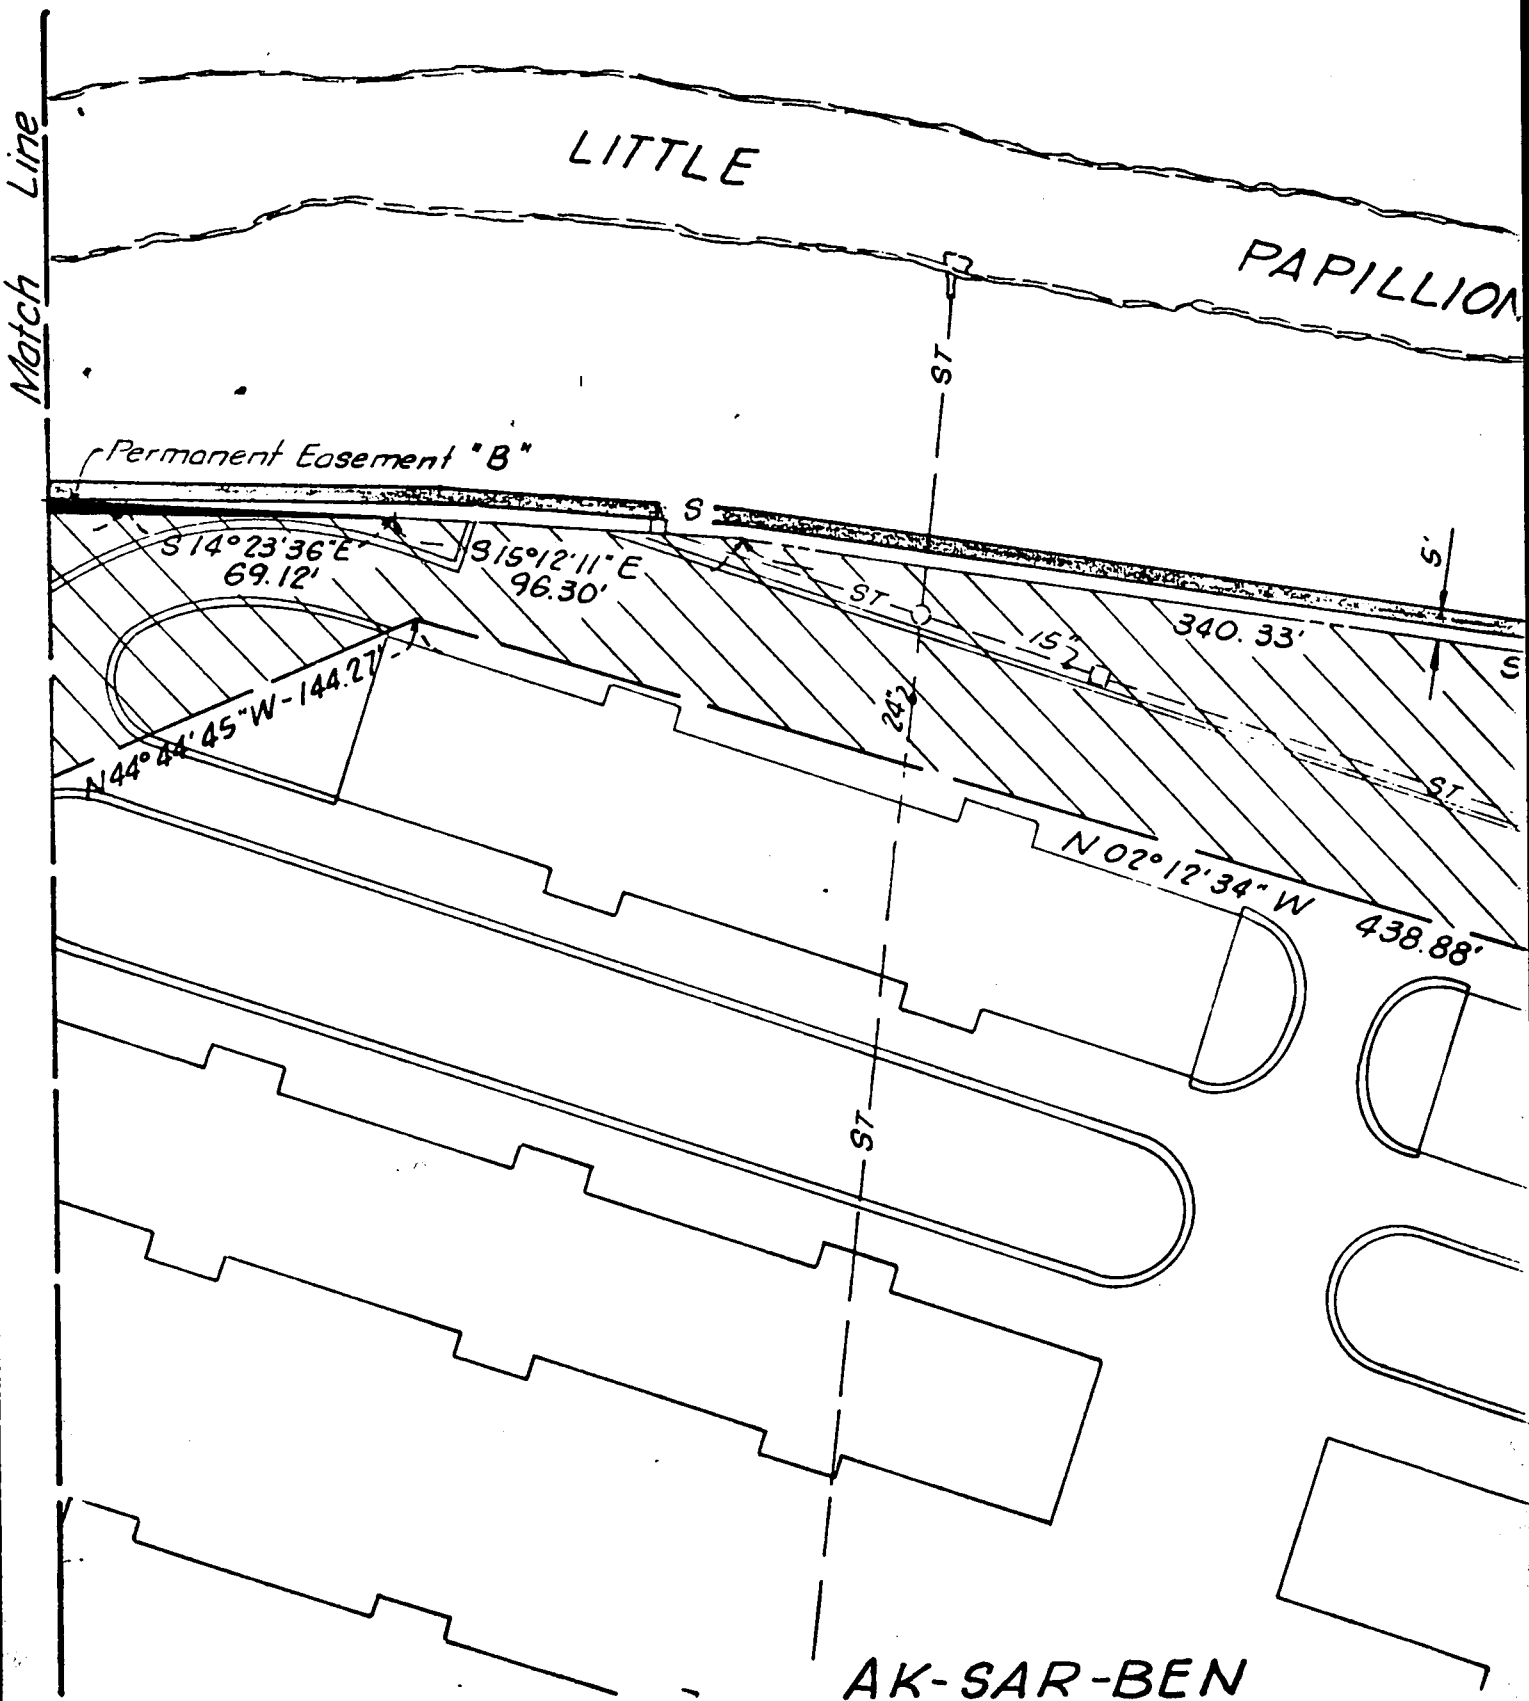 Match Line
LITTLE
PAPILLION
ST
Permanent Easement "B"
S
S 14°23'36"E
69.12'
S15°12'11"E
96.30'
5'
ST
340.33'
15"
S
N44°44'45"W-144.27'
24"
ST
N 02°12'34" W
438.88'
ST
AK-SAR-BEN